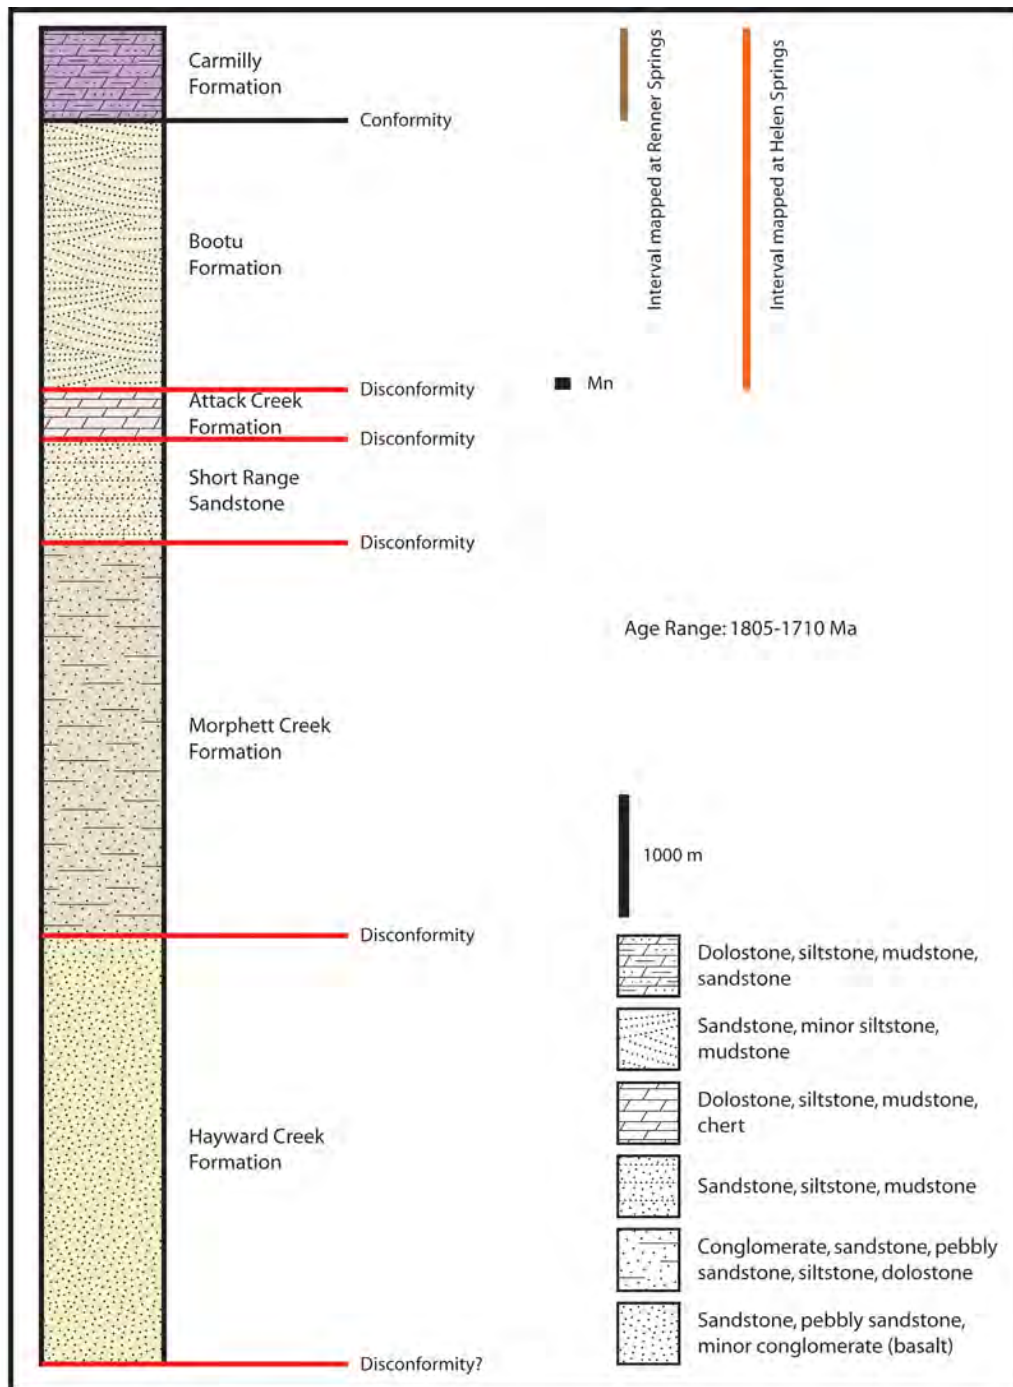 Carmilly
Formation
Conformity
Interval mapped at Renner Springs
Interval mapped at Helen Springs
Bootu
Formation
Disconformity
Mn
Attack Creek
Formation
Disconformity
Short Range
Sandstone
Disconformity
Age Range: 1805-1710 Ma
Morphett Creek
Formation
1000 m
Disconformity
Dolostone, siltstone, mudstone,
sandstone
Sandstone, minor siltstone,
mudstone
Dolostone, siltstone, mudstone,
chert
Hayward Creek
Formation
Sandstone, siltstone, mudstone
Conglomerate, sandstone, pebbly
sandstone, siltstone, dolostone
Sandstone, pebbly sandstone,
minor conglomerate (basalt)
Disconformity?